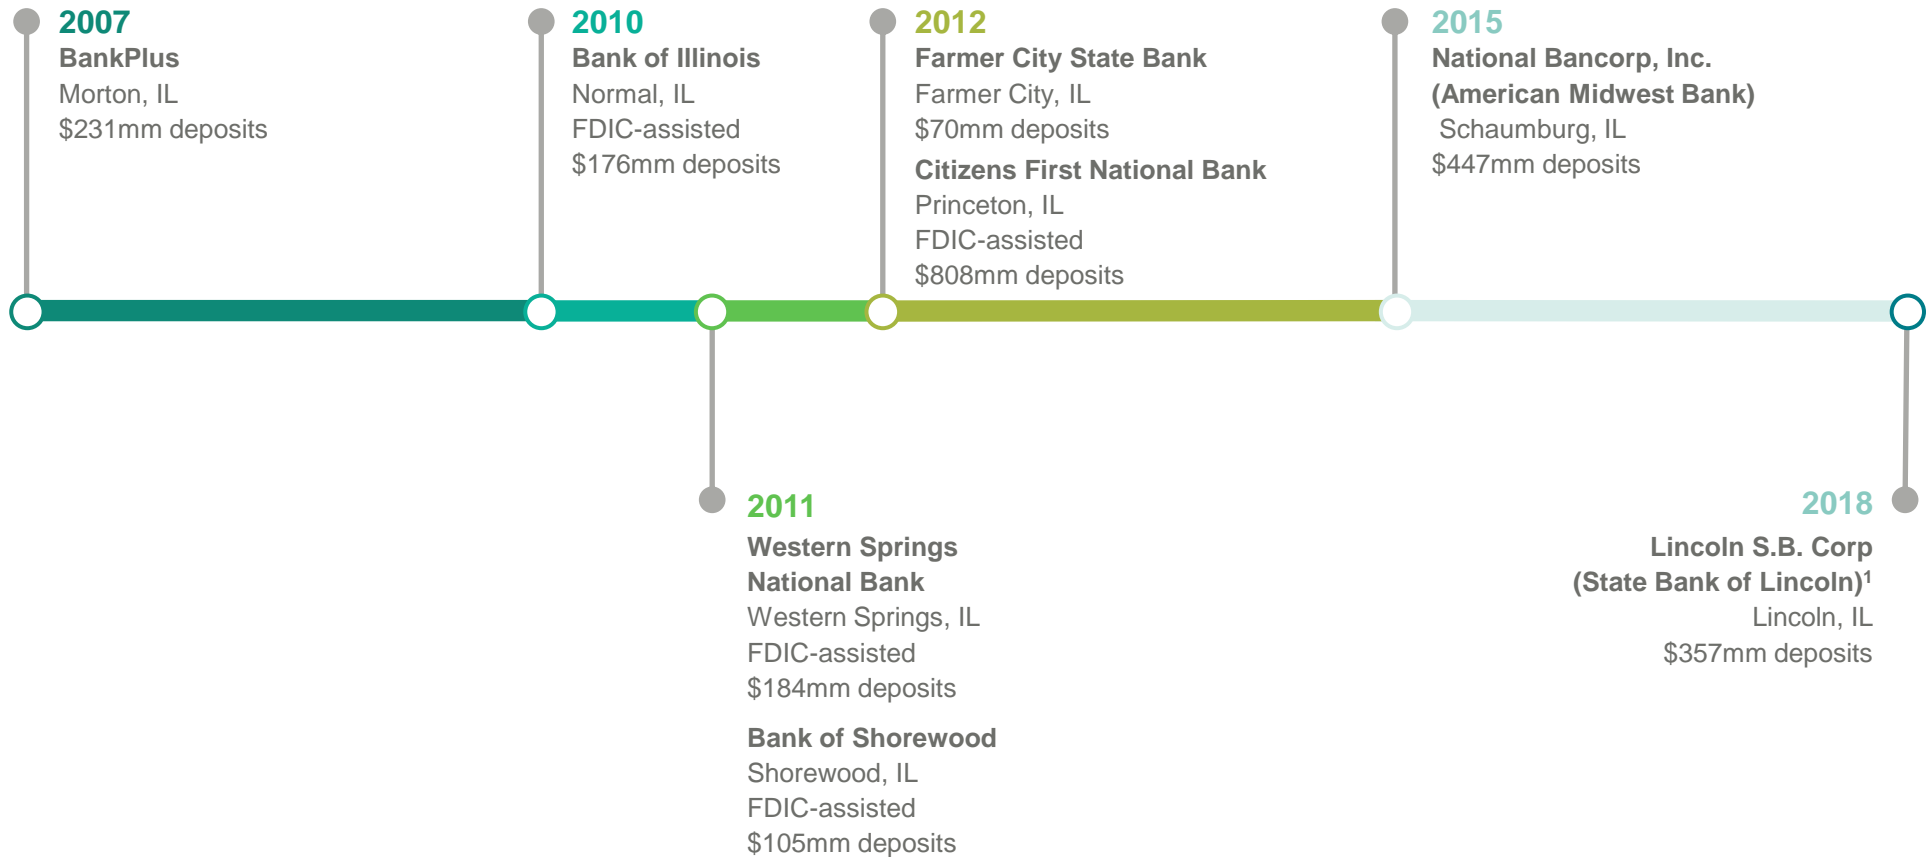 2007
BankPlus
Morton, IL
$231mm deposits
2010
Bank of Illinois
Normal, IL
FDIC-assisted
$176mm deposits
2012
Farmer City State Bank
Farmer City, IL
$70mm deposits
Citizens First National Bank
Princeton, IL
FDIC-assisted
$808mm deposits
2015
National Bancorp, Inc.
(American Midwest Bank)
Schaumburg, IL
$447mm deposits
2011
Western Springs
National Bank
Western Springs, IL
FDIC-assisted
$184mm deposits
Bank of Shorewood
Shorewood, IL
FDIC-assisted
$105mm deposits
2018
Lincoln S.B. Corp
(State Bank of Lincoln)¹
Lincoln, IL
$357mm deposits